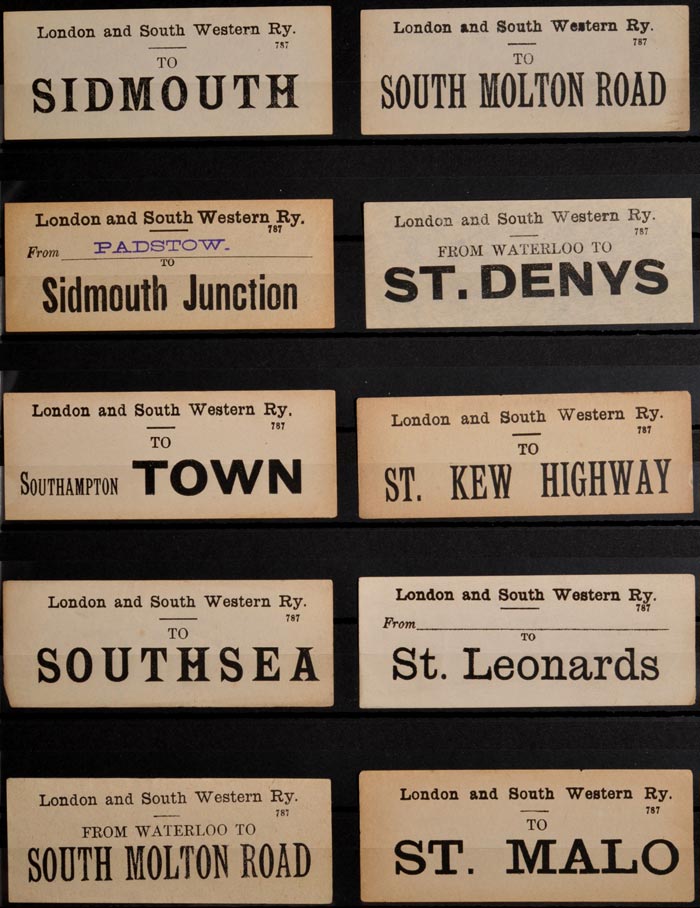 London and South Western Ry.
787
TO
SIDMOUTH
London and South Western Ry.
787
TO
SOUTH MOLTON ROAD
London and South Western Ry.
787
From PADSTOW.
TO
Sidmouth Junction
London and South Western Ry.
787
FROM WATERLOO TO
ST. DENYS
London and South Western Ry.
787
TO
SOUTHAMPTON TOWN
London and South Western Ry.
787
TO
ST. KEW HIGHWAY
London and South Western Ry.
787
TO
SOUTHSEA
London and South Western Ry.
787
From
TO
St. Leonards
London and South Western Ry.
787
FROM WATERLOO TO
SOUTH MOLTON ROAD
London and South Western Ry.
787
TO
ST. MALO